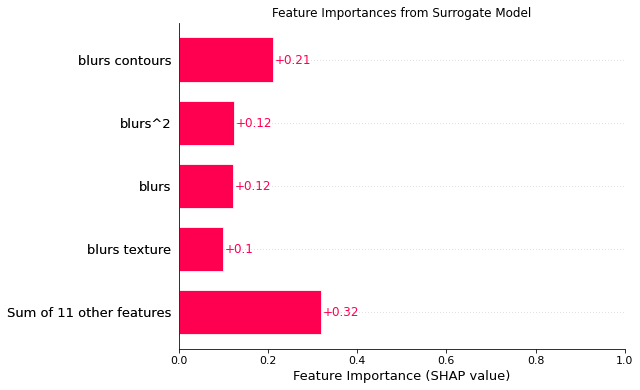 Feature Importances from Surrogate Model
blurs contours
+0.21
blurs^2
+0.12
blurs
+0.12
blurs texture
+0.1
Sum of 11 other features
+0.32
0.0 0.2 0.4 0.6 0.8 1.0
Feature Importance (SHAP value)